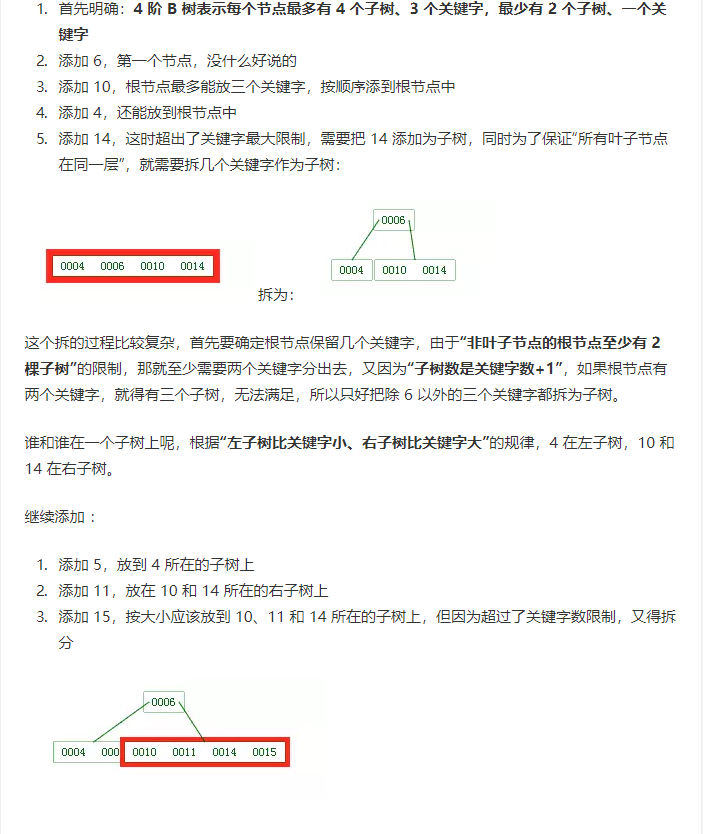 1. 首先明确：4 阶 B 树表示每个节点最多有 4 个子树、3 个关键字，最少有 2 个子树、一个关
键字
2. 添加 6，第一个节点，没什么好说的
3. 添加 10，根节点最多能放三个关键字，按顺序添到根节点中
4. 添加 4，还能放到根节点中
5. 添加 14，这时超出了关键字最大限制，需要把 14 添加为子树，同时为了保证“所有叶子节点
在同一层”，就需要拆几个关键字作为子树：
0006
0004 0006 0010 0014
0004 0010 0014
拆为：
这个拆的过程比较复杂，首先要确定根节点保留几个关键字，由于“非叶子节点的根节点至少有 2
棵子树”的限制，那就至少需要两个关键字分出去，又因为“子树数是关键字数+1”，如果根节点有
两个关键字，就得有三个子树，无法满足，所以只好把除 6 以外的三个关键字都拆为子树。
谁和谁在一个子树上呢，根据“左子树比关键字小、右子树比关键字大”的规律，4 在左子树，10 和
14 在右子树。
继续添加：
1. 添加 5，放到 4 所在的子树上
2. 添加 11，放在 10 和 14 所在的右子树上
3. 添加 15，按大小应该放到 10、11 和 14 所在的子树上，但因为超过了关键字数限制，又得拆
分
0006
0004 000 0010 0011 0014 0015